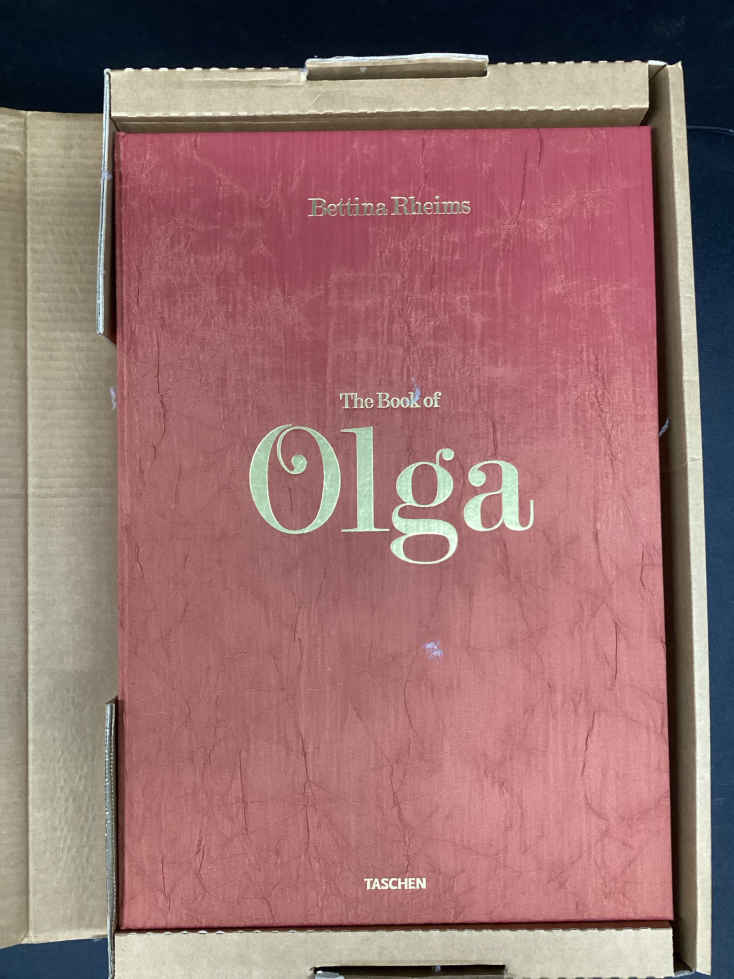 Bettina Rheims
The Book of
Olga
TASCHEN